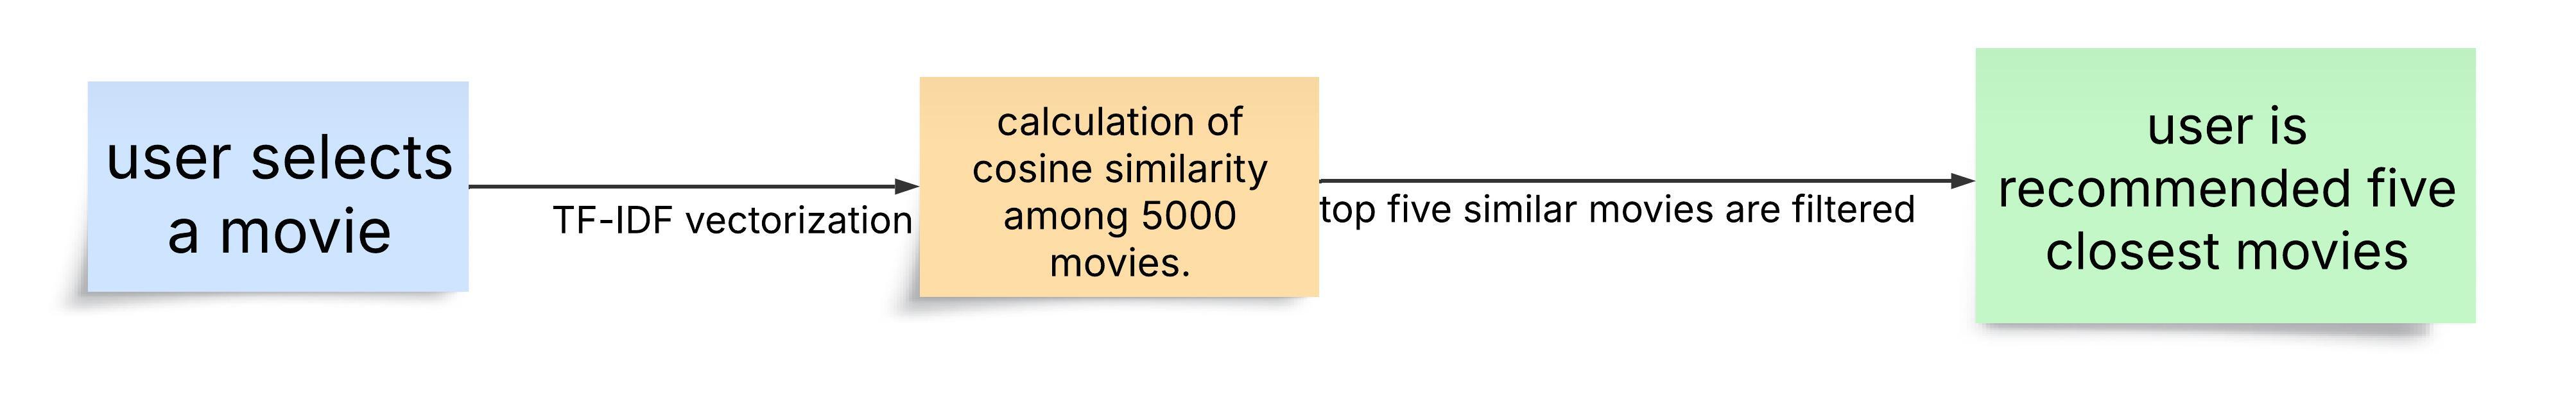 user selects
a movie
TF-IDF vectorization
calculation of
cosine similarity
among 5000
movies.
top five similar movies are filtered
user is
recommended five
closest movies